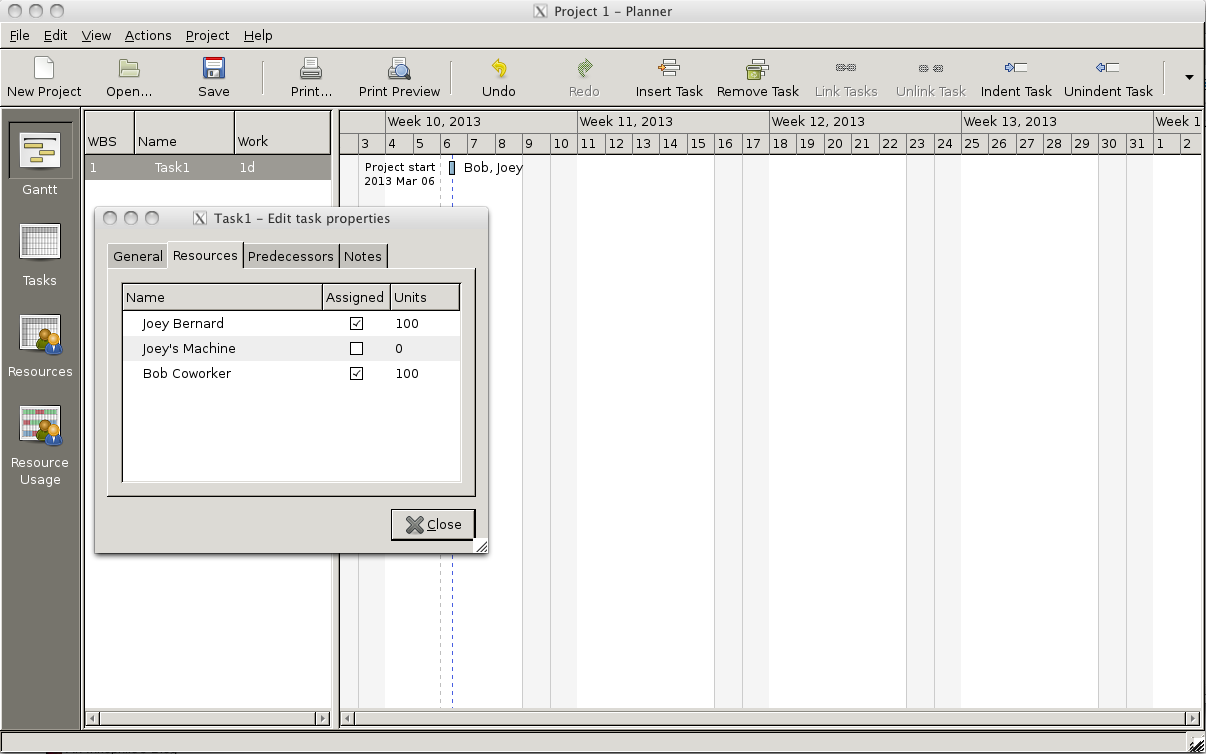 Project 1 – Planner
File Edit View Actions Project Help
New Project Open... Save Print... Print Preview Undo Redo Insert Task Remove Task Link Tasks Unlink Task Indent Task Unindent Task
Gantt
Tasks
Resources
Resource
Usage
WBS Name Work
1 Task1 1d
Week 10, 2013 Week 11, 2013 Week 12, 2013 Week 13, 2013 Week 1
3 4 5 6 7 8 9 10 11 12 13 14 15 16 17 18 19 20 21 22 23 24 25 26 27 28 29 30 31 1 2
Project start
2013 Mar 06
Bob, Joey
Task1 – Edit task properties
General Resources Predecessors Notes
Name Assigned Units
Joey Bernard 100
Joey's Machine 0
Bob Coworker 100
Close